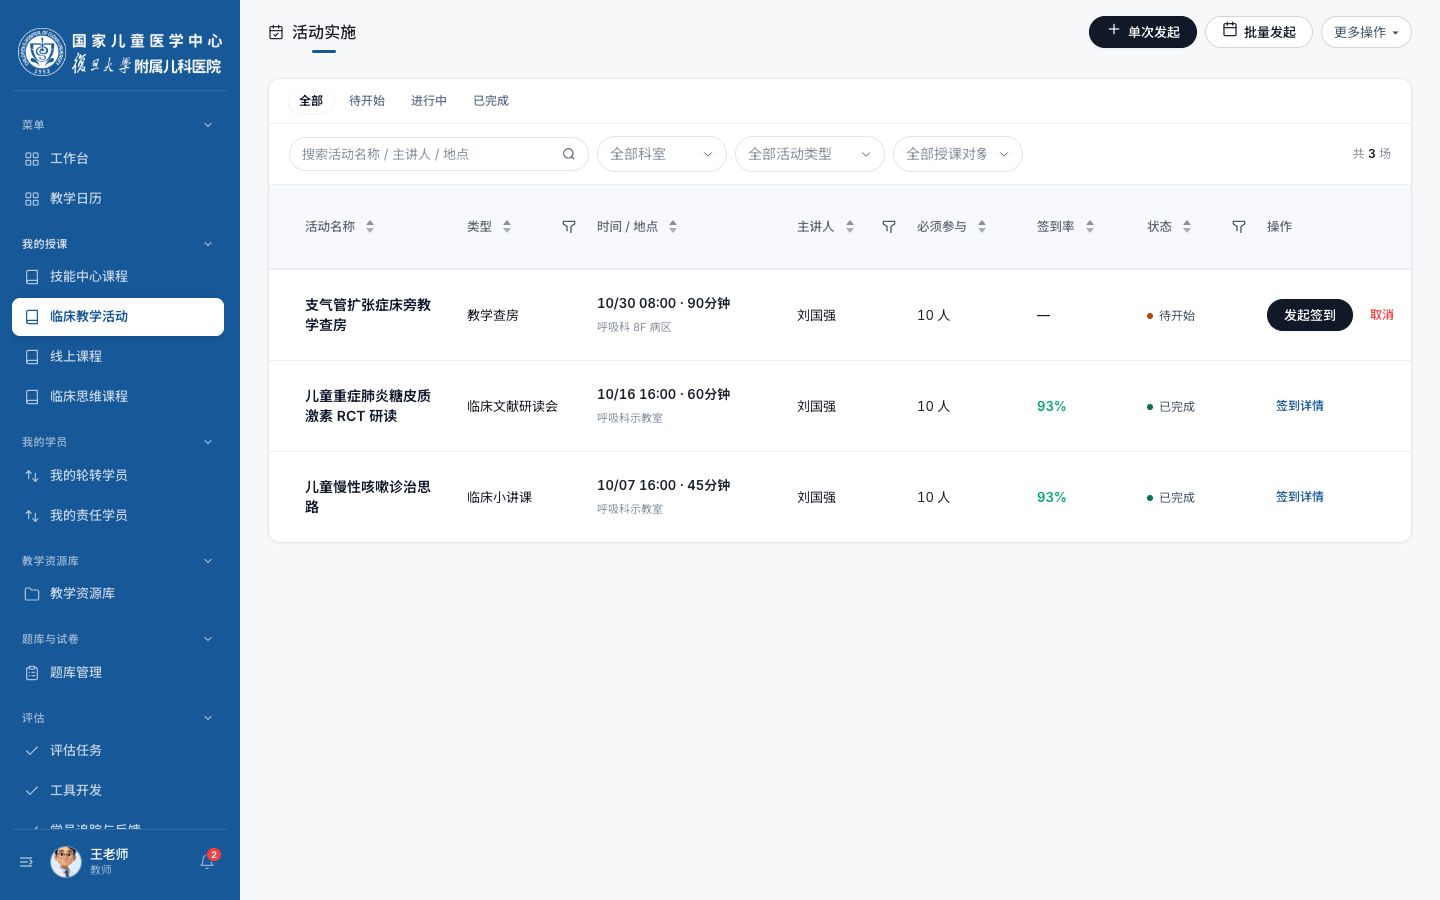 国家儿童医学中心
復旦大学附属儿科医院
1952
菜单
工作台
教学日历
我的授课
技能中心课程
临床教学活动
线上课程
临床思维课程
我的学员
我的轮转学员
我的责任学员
教学资源库
教学资源库
题库与试卷
题库管理
评估
评估任务
工具开发
王老师
教师
2
活动实施
单次发起
批量发起
更多操作
全部 待开始 进行中 已完成
搜索活动名称 / 主讲人 / 地点 全部科室 全部活动类型 全部授课对象 共 3 场
活动名称 类型 时间 / 地点 主讲人 必须参与 签到率 状态 操作
支气管扩张症床旁教学查房 教学查房 10/30 08:00 · 90分钟 呼吸科 8F 病区 刘国强 10 人 — 待开始 发起签到 取消
儿童重症肺炎糖皮质激素 RCT 研读 临床文献研读会 10/16 16:00 · 60分钟 呼吸科示教室 刘国强 10 人 93% 已完成 签到详情
儿童慢性咳嗽诊治思路 临床小讲课 10/07 16:00 · 45分钟 呼吸科示教室 刘国强 10 人 93% 已完成 签到详情